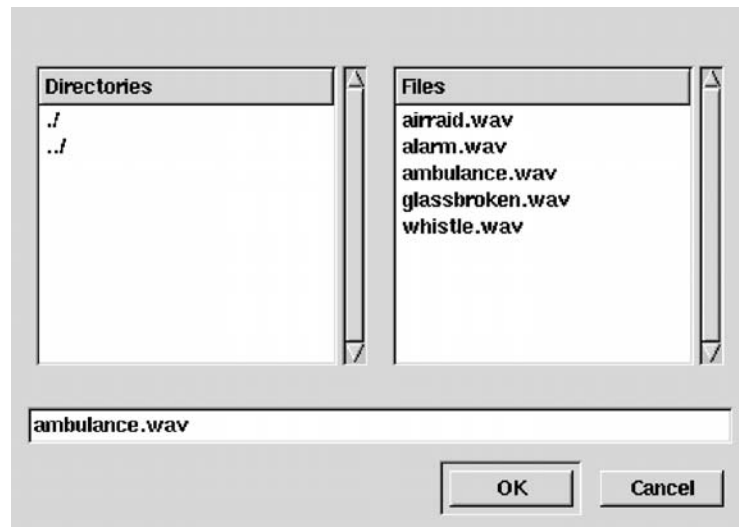 Directories
./
../
Files
airraid.wav
alarm.wav
ambulance.wav
glassbroken.wav
whistle.wav
ambulance.wav
OK
Cancel